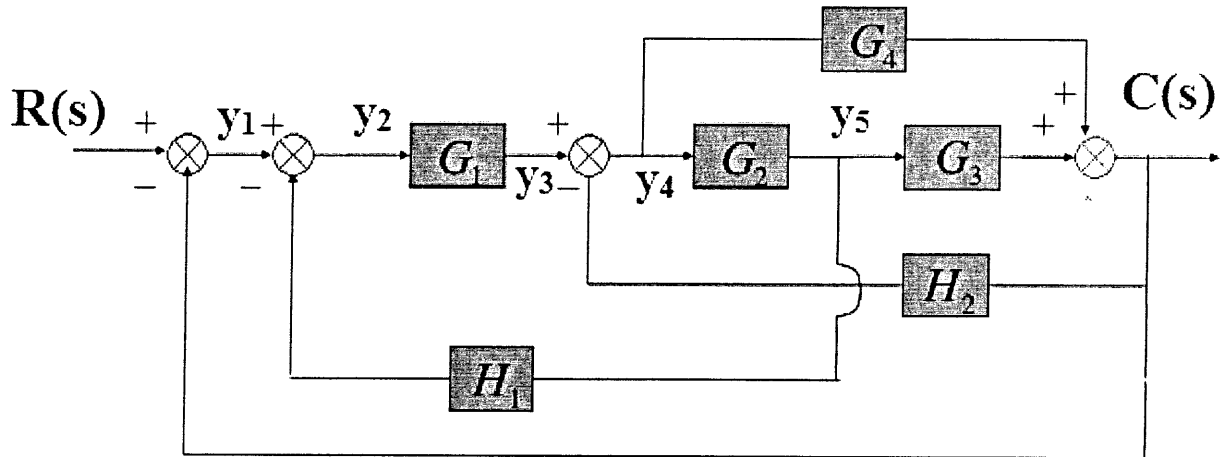 G4
R(s)
C(s)
+
+
y1
+
y2
+
y5
+
G1
G2
G3
−
−
y3
−
y4
H2
H1